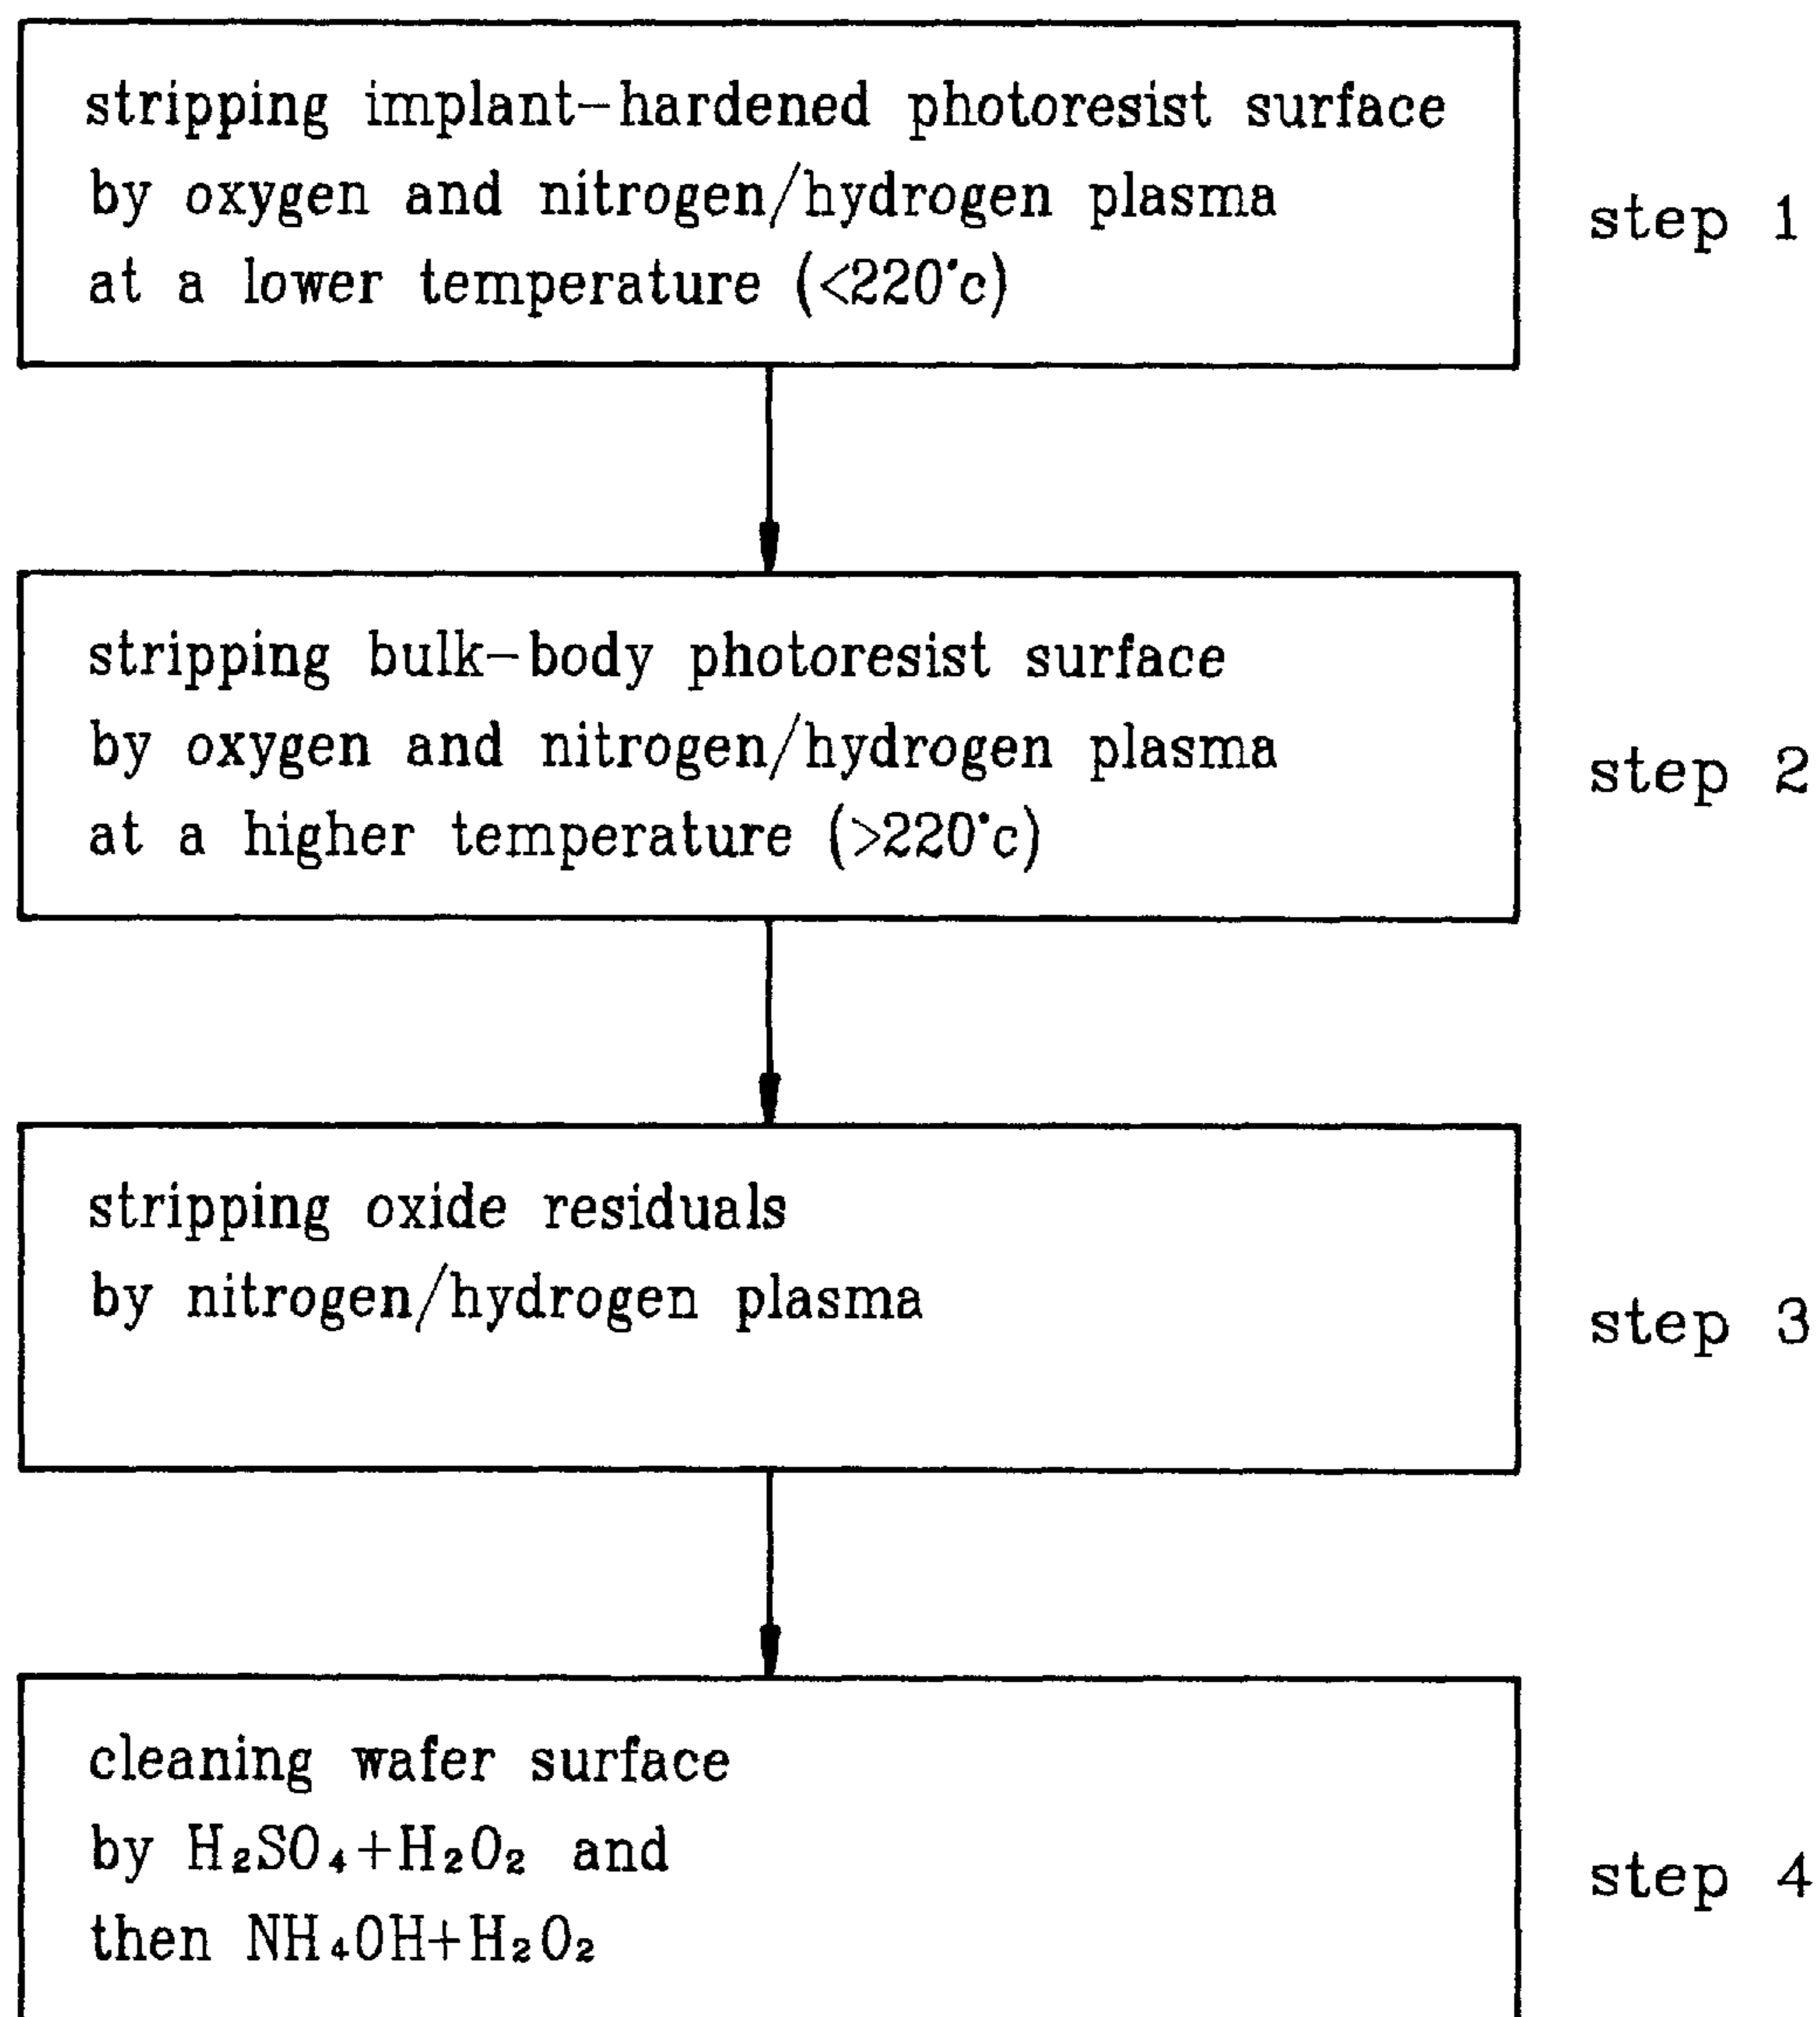 stripping implant-hardened photoresist surface
by oxygen and nitrogen/hydrogen plasma
at a lower temperature (<220°c)
step 1
stripping bulk-body photoresist surface
by oxygen and nitrogen/hydrogen plasma
at a higher temperature (>220°c)
step 2
stripping oxide residuals
by nitrogen/hydrogen plasma
step 3
cleaning wafer surface
by H₂SO₄+H₂O₂ and
then NH₄OH+H₂O₂
step 4